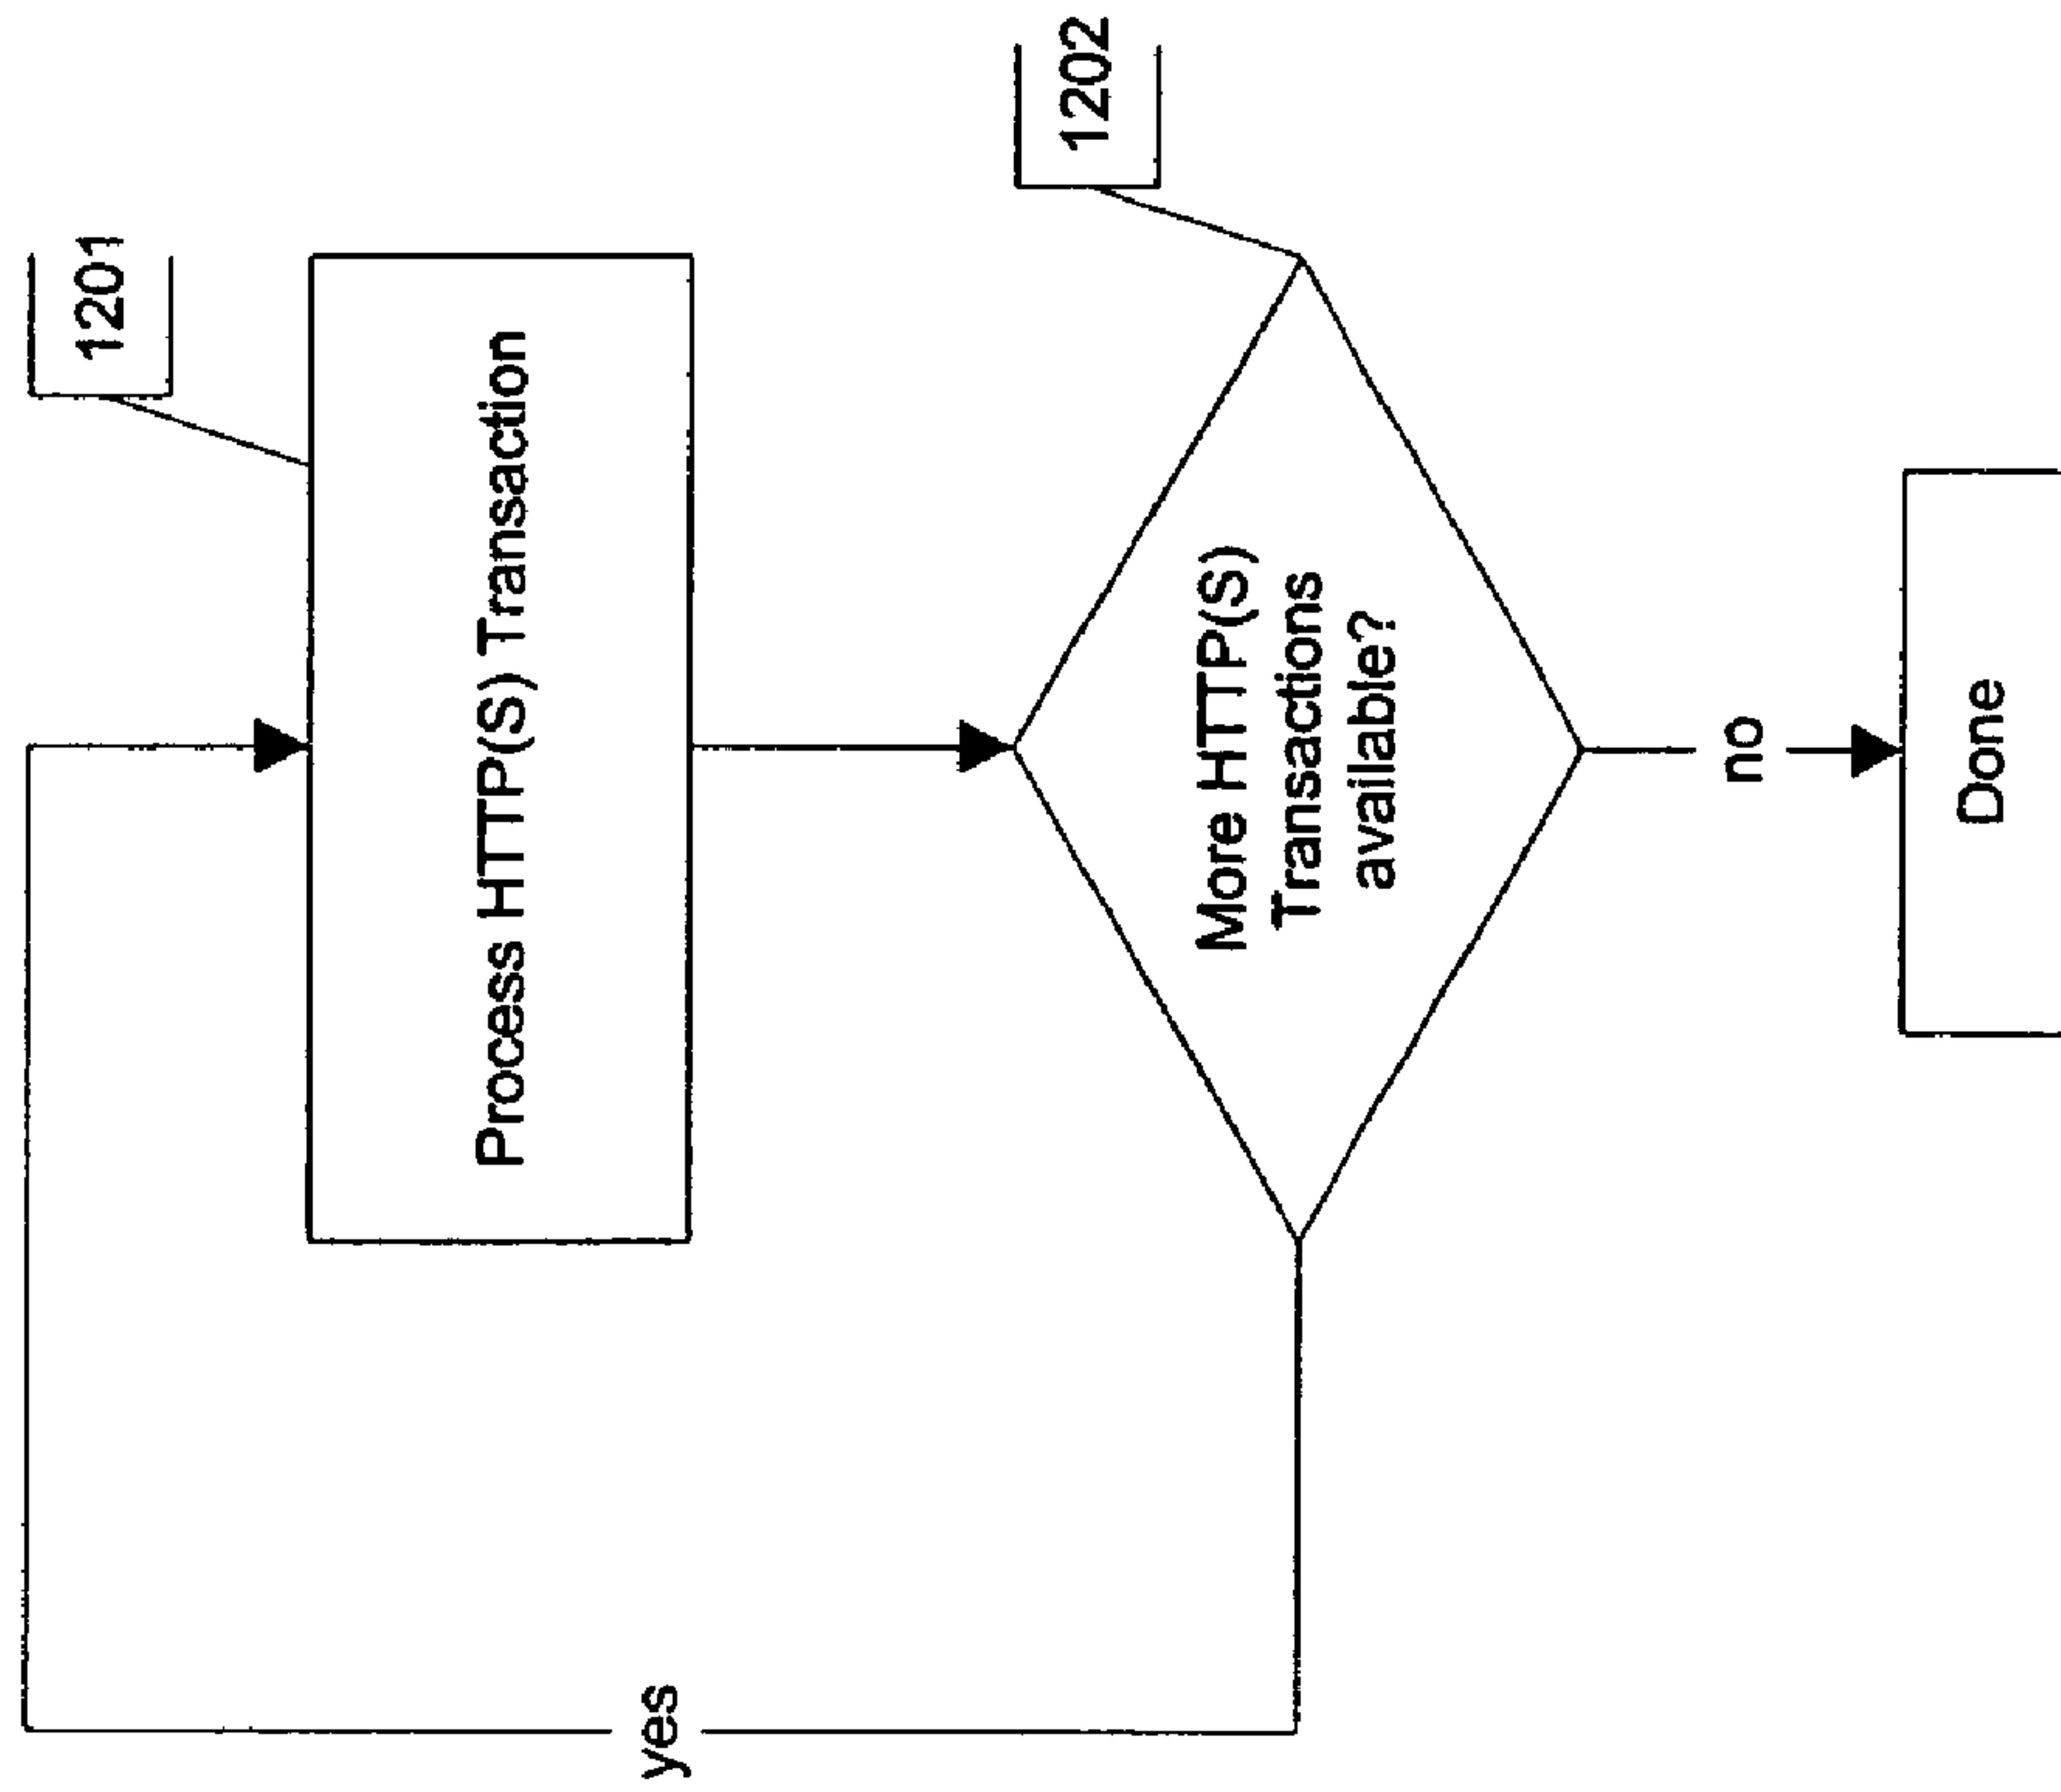 1201
Process HTTP(S) Transaction
1202
More HTTP(S)
Transactions
available?
yes
no
Done